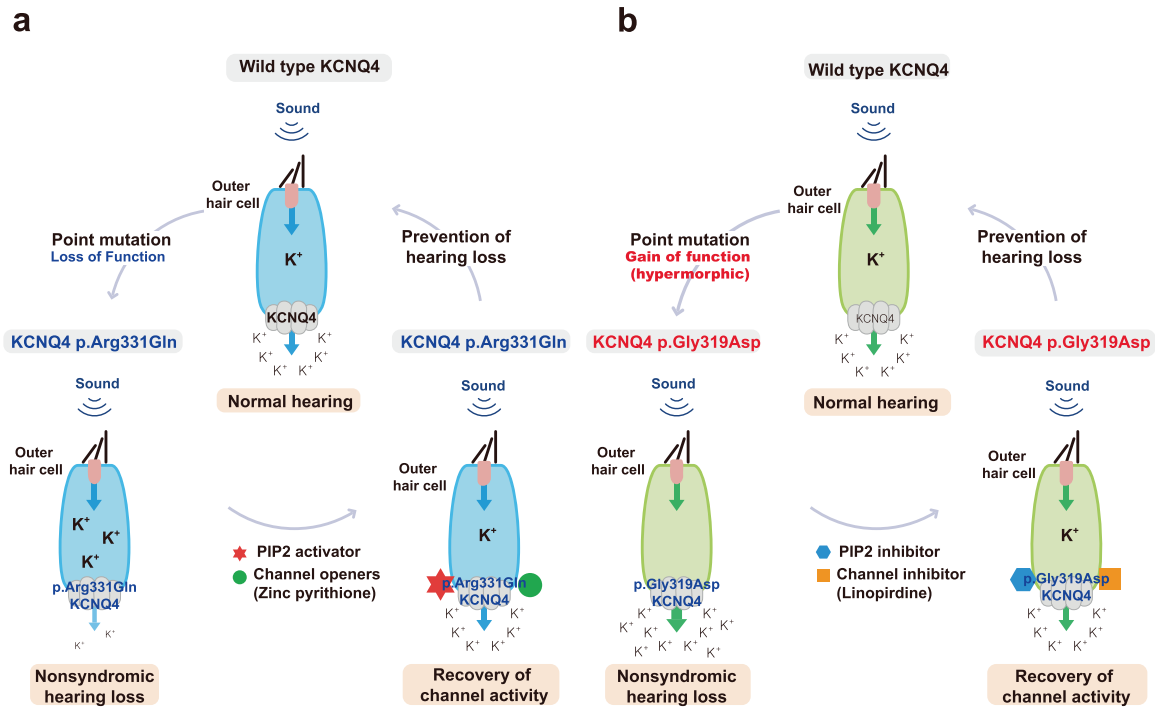 a
Wild type KCNQ4
Sound
Outer
hair cell
K⁺
KCNQ4
K⁺ K⁺
K⁺ K⁺
K⁺ K⁺
Normal hearing
Point mutation
Loss of Function
Prevention of
hearing loss
KCNQ4 p.Arg331Gln
Sound
Outer
hair cell
K⁺
K⁺
K⁺
p.Arg331Gln
KCNQ4
K⁺
K⁺
Nonsyndromic
hearing loss
PIP2 activator
Channel openers
(Zinc pyrithione)
KCNQ4 p.Arg331Gln
Sound
Outer
hair cell
K⁺
p.Arg331Gln
KCNQ4
K⁺ K⁺
K⁺ K⁺
K⁺ K⁺
Recovery of
channel activity
b
Wild type KCNQ4
Sound
Outer
hair cell
K⁺
KCNQ4
K⁺ K⁺
K⁺ K⁺
K⁺ K⁺
Normal hearing
Point mutation
Gain of function
(hypermorphic)
Prevention of
hearing loss
KCNQ4 p.Gly319Asp
Sound
Outer
hair cell
p.Gly319Asp
KCNQ4
K⁺ K⁺ K⁺ K⁺
K⁺ K⁺ K⁺ K⁺
K⁺ K⁺ K⁺ K⁺
Nonsyndromic
hearing loss
PIP2 inhibitor
Channel inhibitor
(Linopirdine)
KCNQ4 p.Gly319Asp
Sound
Outer
hair cell
K⁺
p.Gly319Asp
KCNQ4
K⁺ K⁺
K⁺ K⁺
K⁺ K⁺
Recovery of
channel activity